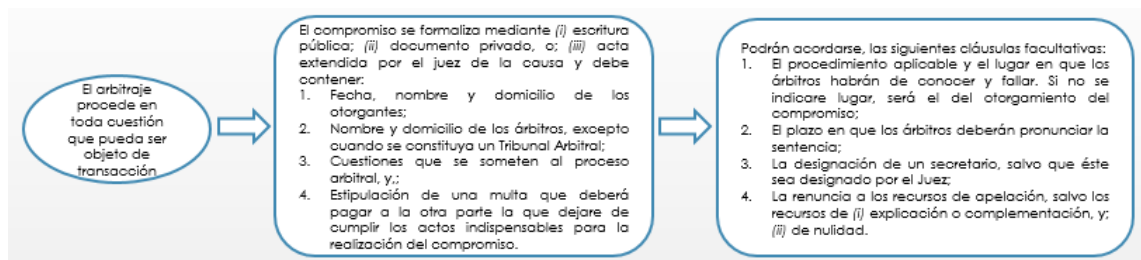 El arbitraje
procede en
toda cuestión
que pueda ser
objeto de
transacción
El compromiso se formaliza mediante (i) escritura
pública; (ii) documento privado, o; (iii) acta
extendida por el juez de la causa y debe
contener:
1. Fecha, nombre y domicilio de los
otorgantes;
2. Nombre y domicilio de los árbitros, excepto
cuando se constituya un Tribunal Arbitral;
3. Cuestiones que se someten al proceso
arbitral, y,;
4. Estipulación de una multa que deberá
pagar a la otra parte la que dejare de
cumplir los actos indispensables para la
realización del compromiso.
Podrán acordarse, las siguientes cláusulas facultativas:
1. El procedimiento aplicable y el lugar en que los
árbitros habrán de conocer y fallar. Si no se
indicare lugar, será el del otorgamiento del
compromiso;
2. El plazo en que los árbitros deberán pronunciar la
sentencia;
3. La designación de un secretario, salvo que éste
sea designado por el Juez;
4. La renuncia a los recursos de apelación, salvo los
recursos de (i) explicación o complementación, y;
(ii) de nulidad.